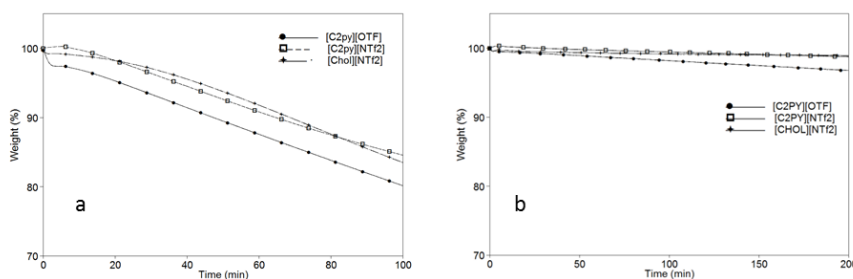 [C2py][OTF]
[C2py][NTf2]
[Chol][NTf2]
100
90
80
70
Weight (%)
a
0
20
40
60
80
100
Time (min)
[C2PY][OTF]
[C2PY][NTf2]
[CHOL][NTf2]
100
90
80
70
Weight (%)
b
0
50
100
150
200
Time (min)